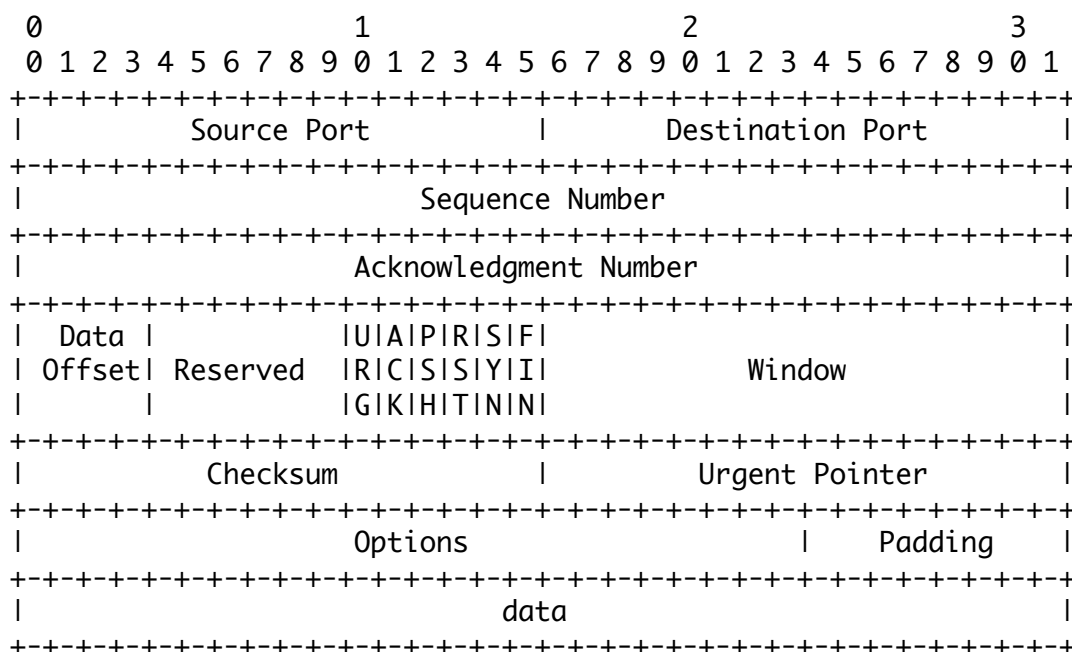 0                   1                   2                   3
 0 1 2 3 4 5 6 7 8 9 0 1 2 3 4 5 6 7 8 9 0 1 2 3 4 5 6 7 8 9 0 1
+-+-+-+-+-+-+-+-+-+-+-+-+-+-+-+-+-+-+-+-+-+-+-+-+-+-+-+-+-+-+-+-+
|          Source Port          |       Destination Port        |
+-+-+-+-+-+-+-+-+-+-+-+-+-+-+-+-+-+-+-+-+-+-+-+-+-+-+-+-+-+-+-+-+
|                        Sequence Number                        |
+-+-+-+-+-+-+-+-+-+-+-+-+-+-+-+-+-+-+-+-+-+-+-+-+-+-+-+-+-+-+-+-+
|                    Acknowledgment Number                      |
+-+-+-+-+-+-+-+-+-+-+-+-+-+-+-+-+-+-+-+-+-+-+-+-+-+-+-+-+-+-+-+-+
|  Data |           |U|A|P|R|S|F|                               |
| Offset| Reserved  |R|C|S|S|Y|I|            Window             |
|       |           |G|K|H|T|N|N|                               |
+-+-+-+-+-+-+-+-+-+-+-+-+-+-+-+-+-+-+-+-+-+-+-+-+-+-+-+-+-+-+-+-+
|           Checksum            |         Urgent Pointer        |
+-+-+-+-+-+-+-+-+-+-+-+-+-+-+-+-+-+-+-+-+-+-+-+-+-+-+-+-+-+-+-+-+
|                    Options                    |    Padding    |
+-+-+-+-+-+-+-+-+-+-+-+-+-+-+-+-+-+-+-+-+-+-+-+-+-+-+-+-+-+-+-+-+
|                             data                              |
+-+-+-+-+-+-+-+-+-+-+-+-+-+-+-+-+-+-+-+-+-+-+-+-+-+-+-+-+-+-+-+-+